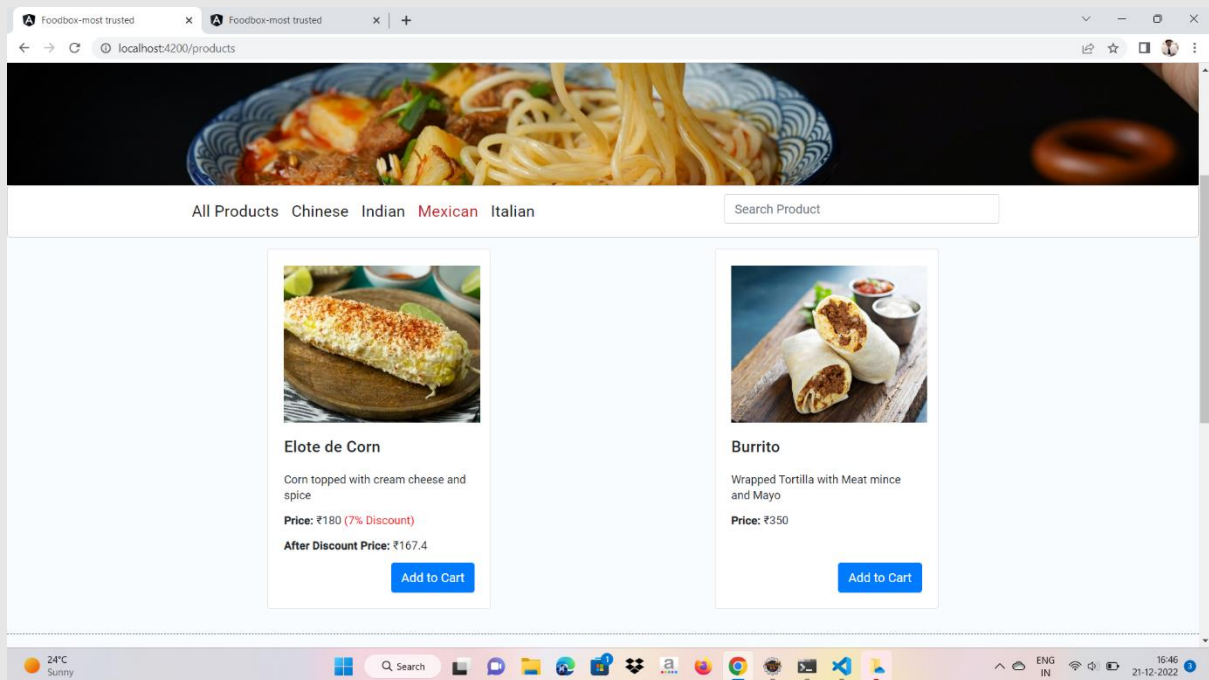 Foodbox-most trusted
Foodbox-most trusted
localhost:4200/products
All Products Chinese Indian Mexican Italian
Search Product
Elote de Corn
Corn topped with cream cheese and
spice
Price: ₹180 (7% Discount)
After Discount Price: ₹167.4
Add to Cart
Burrito
Wrapped Tortilla with Meat mince
and Mayo
Price: ₹350
Add to Cart
24°C
Sunny
Search
1
a
ENG
IN
16:46
21-12-2022
3